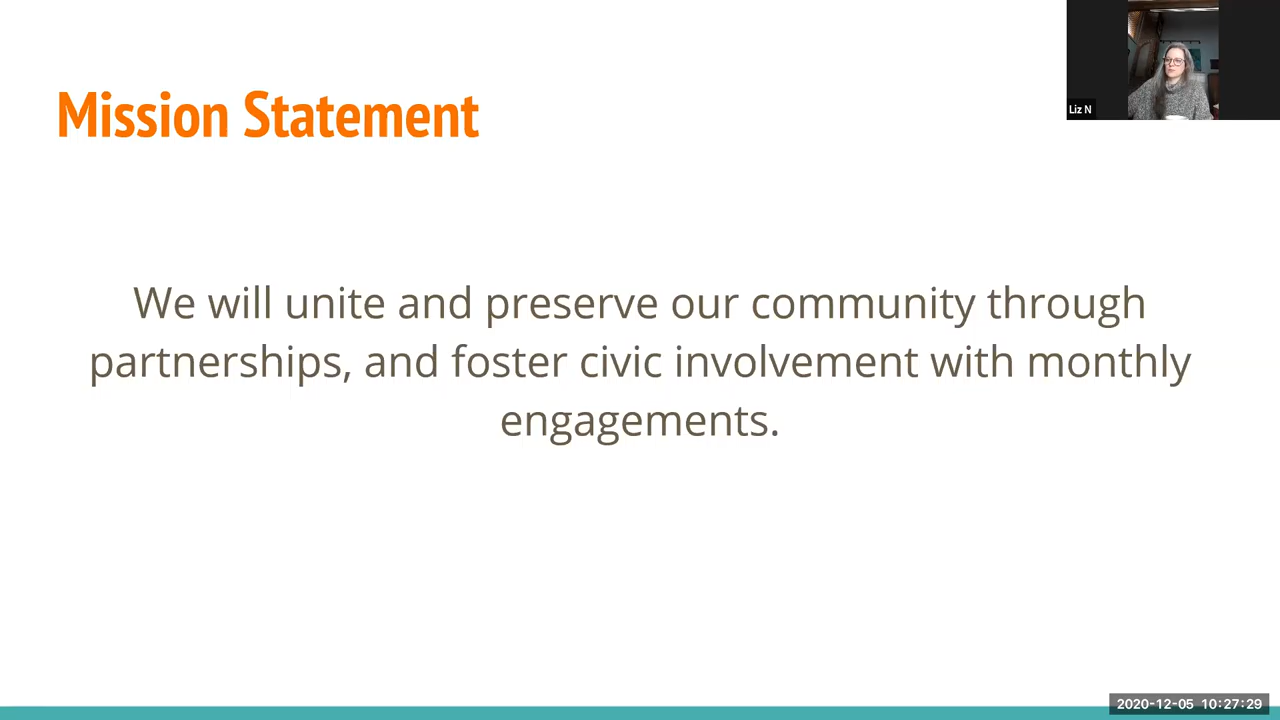 Mission Statement
Liz N
We will unite and preserve our community through
partnerships, and foster civic involvement with monthly
engagements.
2020-12-05 10:27:29